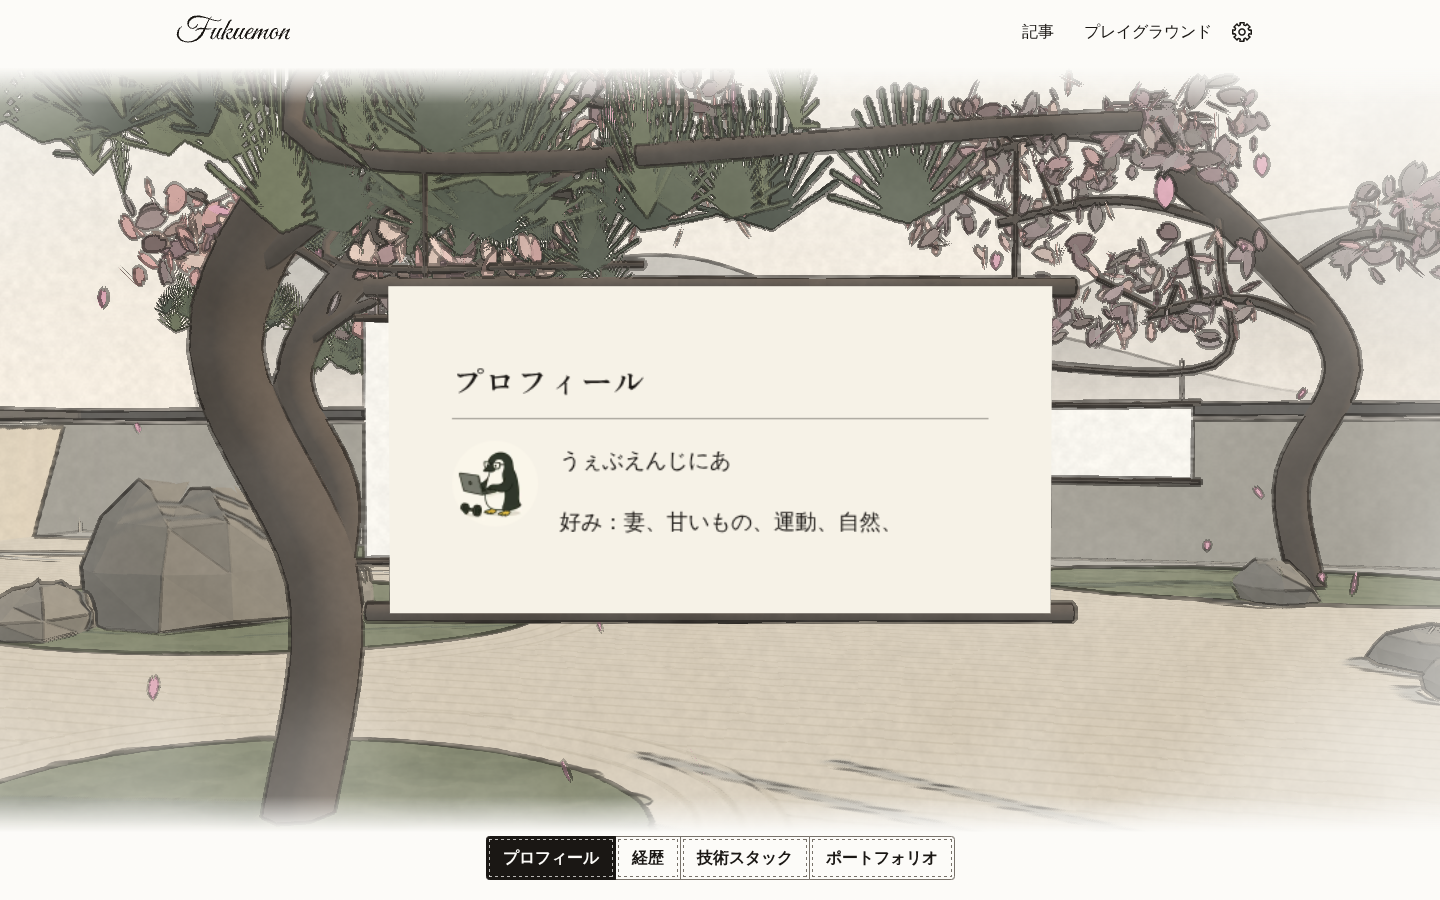 Fukuemon
記事
プレイグラウンド
プロフィール
うぇぶえんじにあ
好み：妻、甘いもの、運動、自然、
プロフィール
経歴
技術スタック
ポートフォリオ